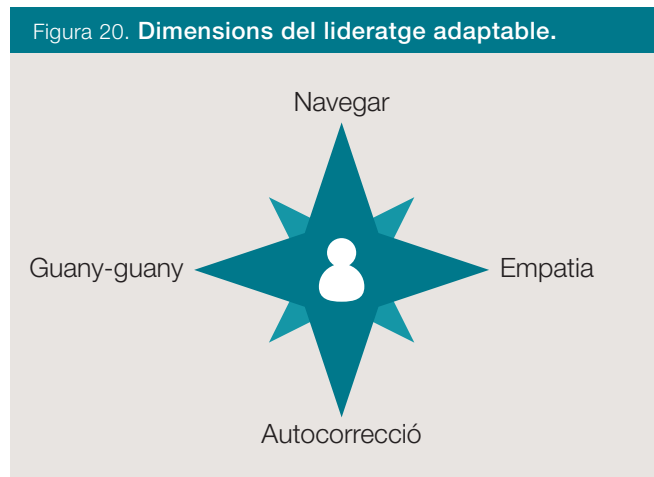 Figura 20. Dimensions del lideratge adaptable.
Navegar
Guany-guany
Empatia
Autocorrecció